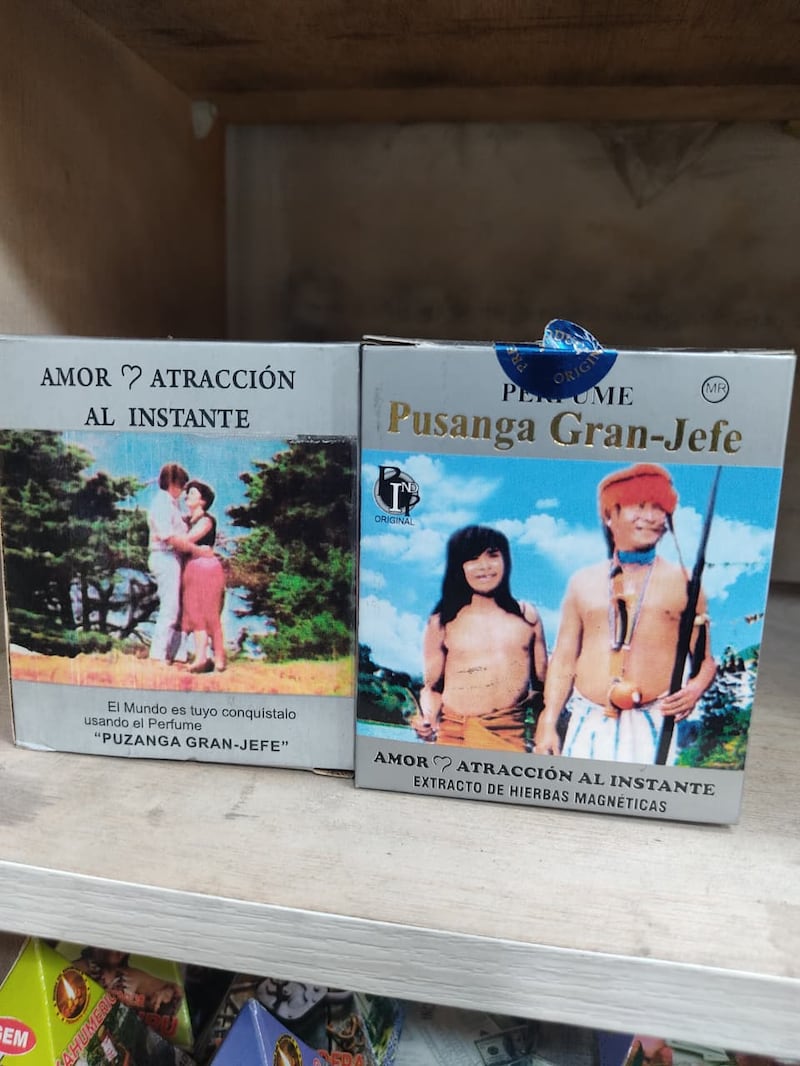 AMOR ♡ ATRACCIÓN
AL INSTANTE
El Mundo es tuyo conquístalo
usando el Perfume
“PUZANGA GRAN-JEFE”
ORIGIN
PERFUME
MR
Pusanga Gran-Jefe
ORIGINAL
AMOR ♡ ATRACCIÓN AL INSTANTE
EXTRACTO DE HIERBAS MAGNÉTICAS